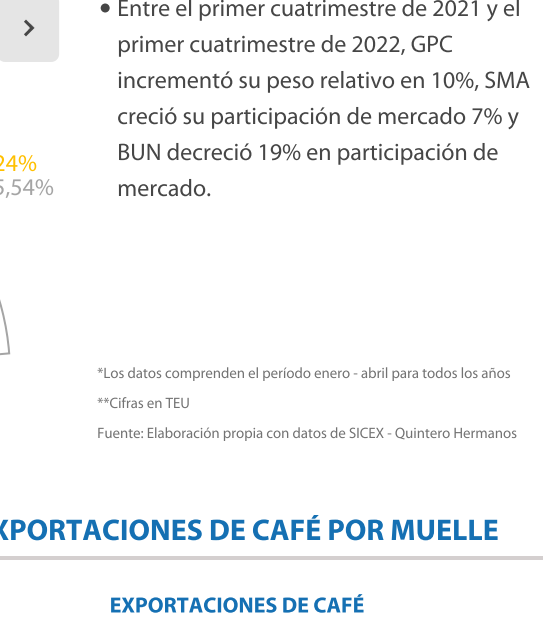 • Entre el primer cuatrimestre de 2021 y el
primer cuatrimestre de 2022, GPC
incrementó su peso relativo en 10%, SMA
creció su participación de mercado 7% y
BUN decreció 19% en participación de
mercado.
24%
5,54%
*Los datos comprenden el período enero - abril para todos los años
**Cifras en TEU
Fuente: Elaboración propia con datos de SICEX - Quintero Hermanos
XPORTACIONES DE CAFÉ POR MUELLE
EXPORTACIONES DE CAFÉ